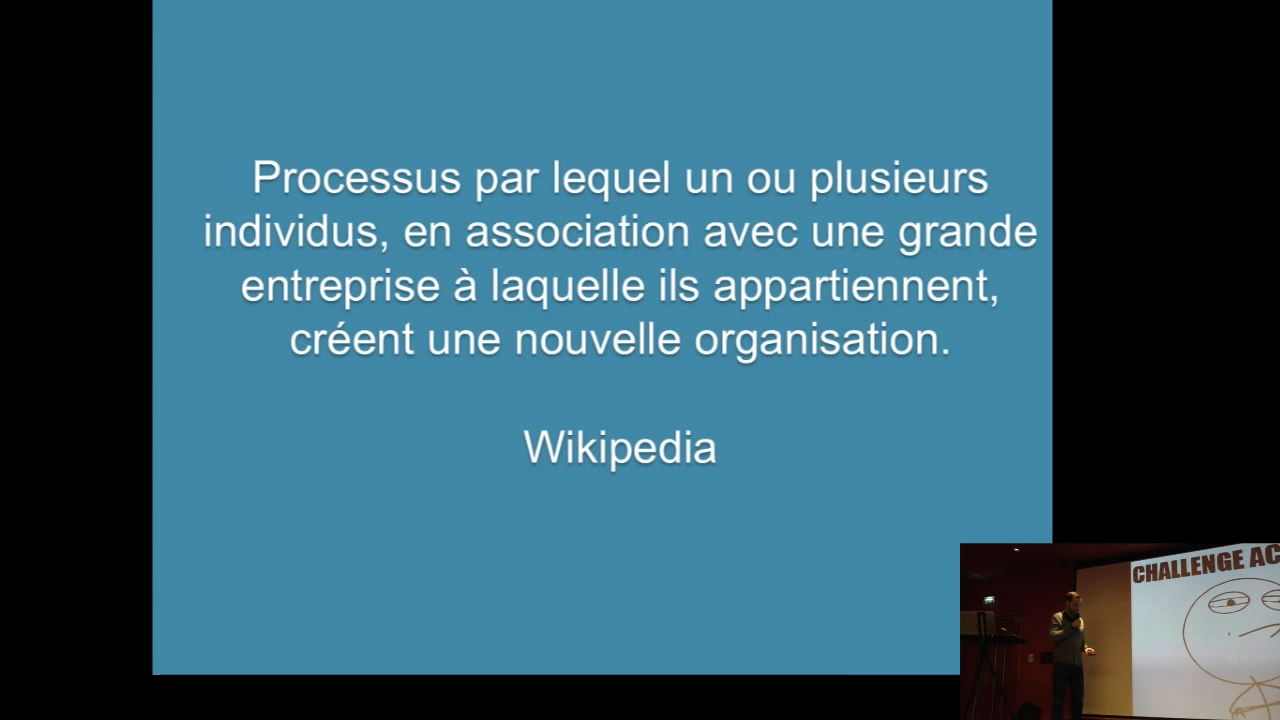 Processus par lequel un ou plusieurs
individus, en association avec une grande
entreprise à laquelle ils appartiennent,
créent une nouvelle organisation.
Wikipedia
CHALLENGE AC